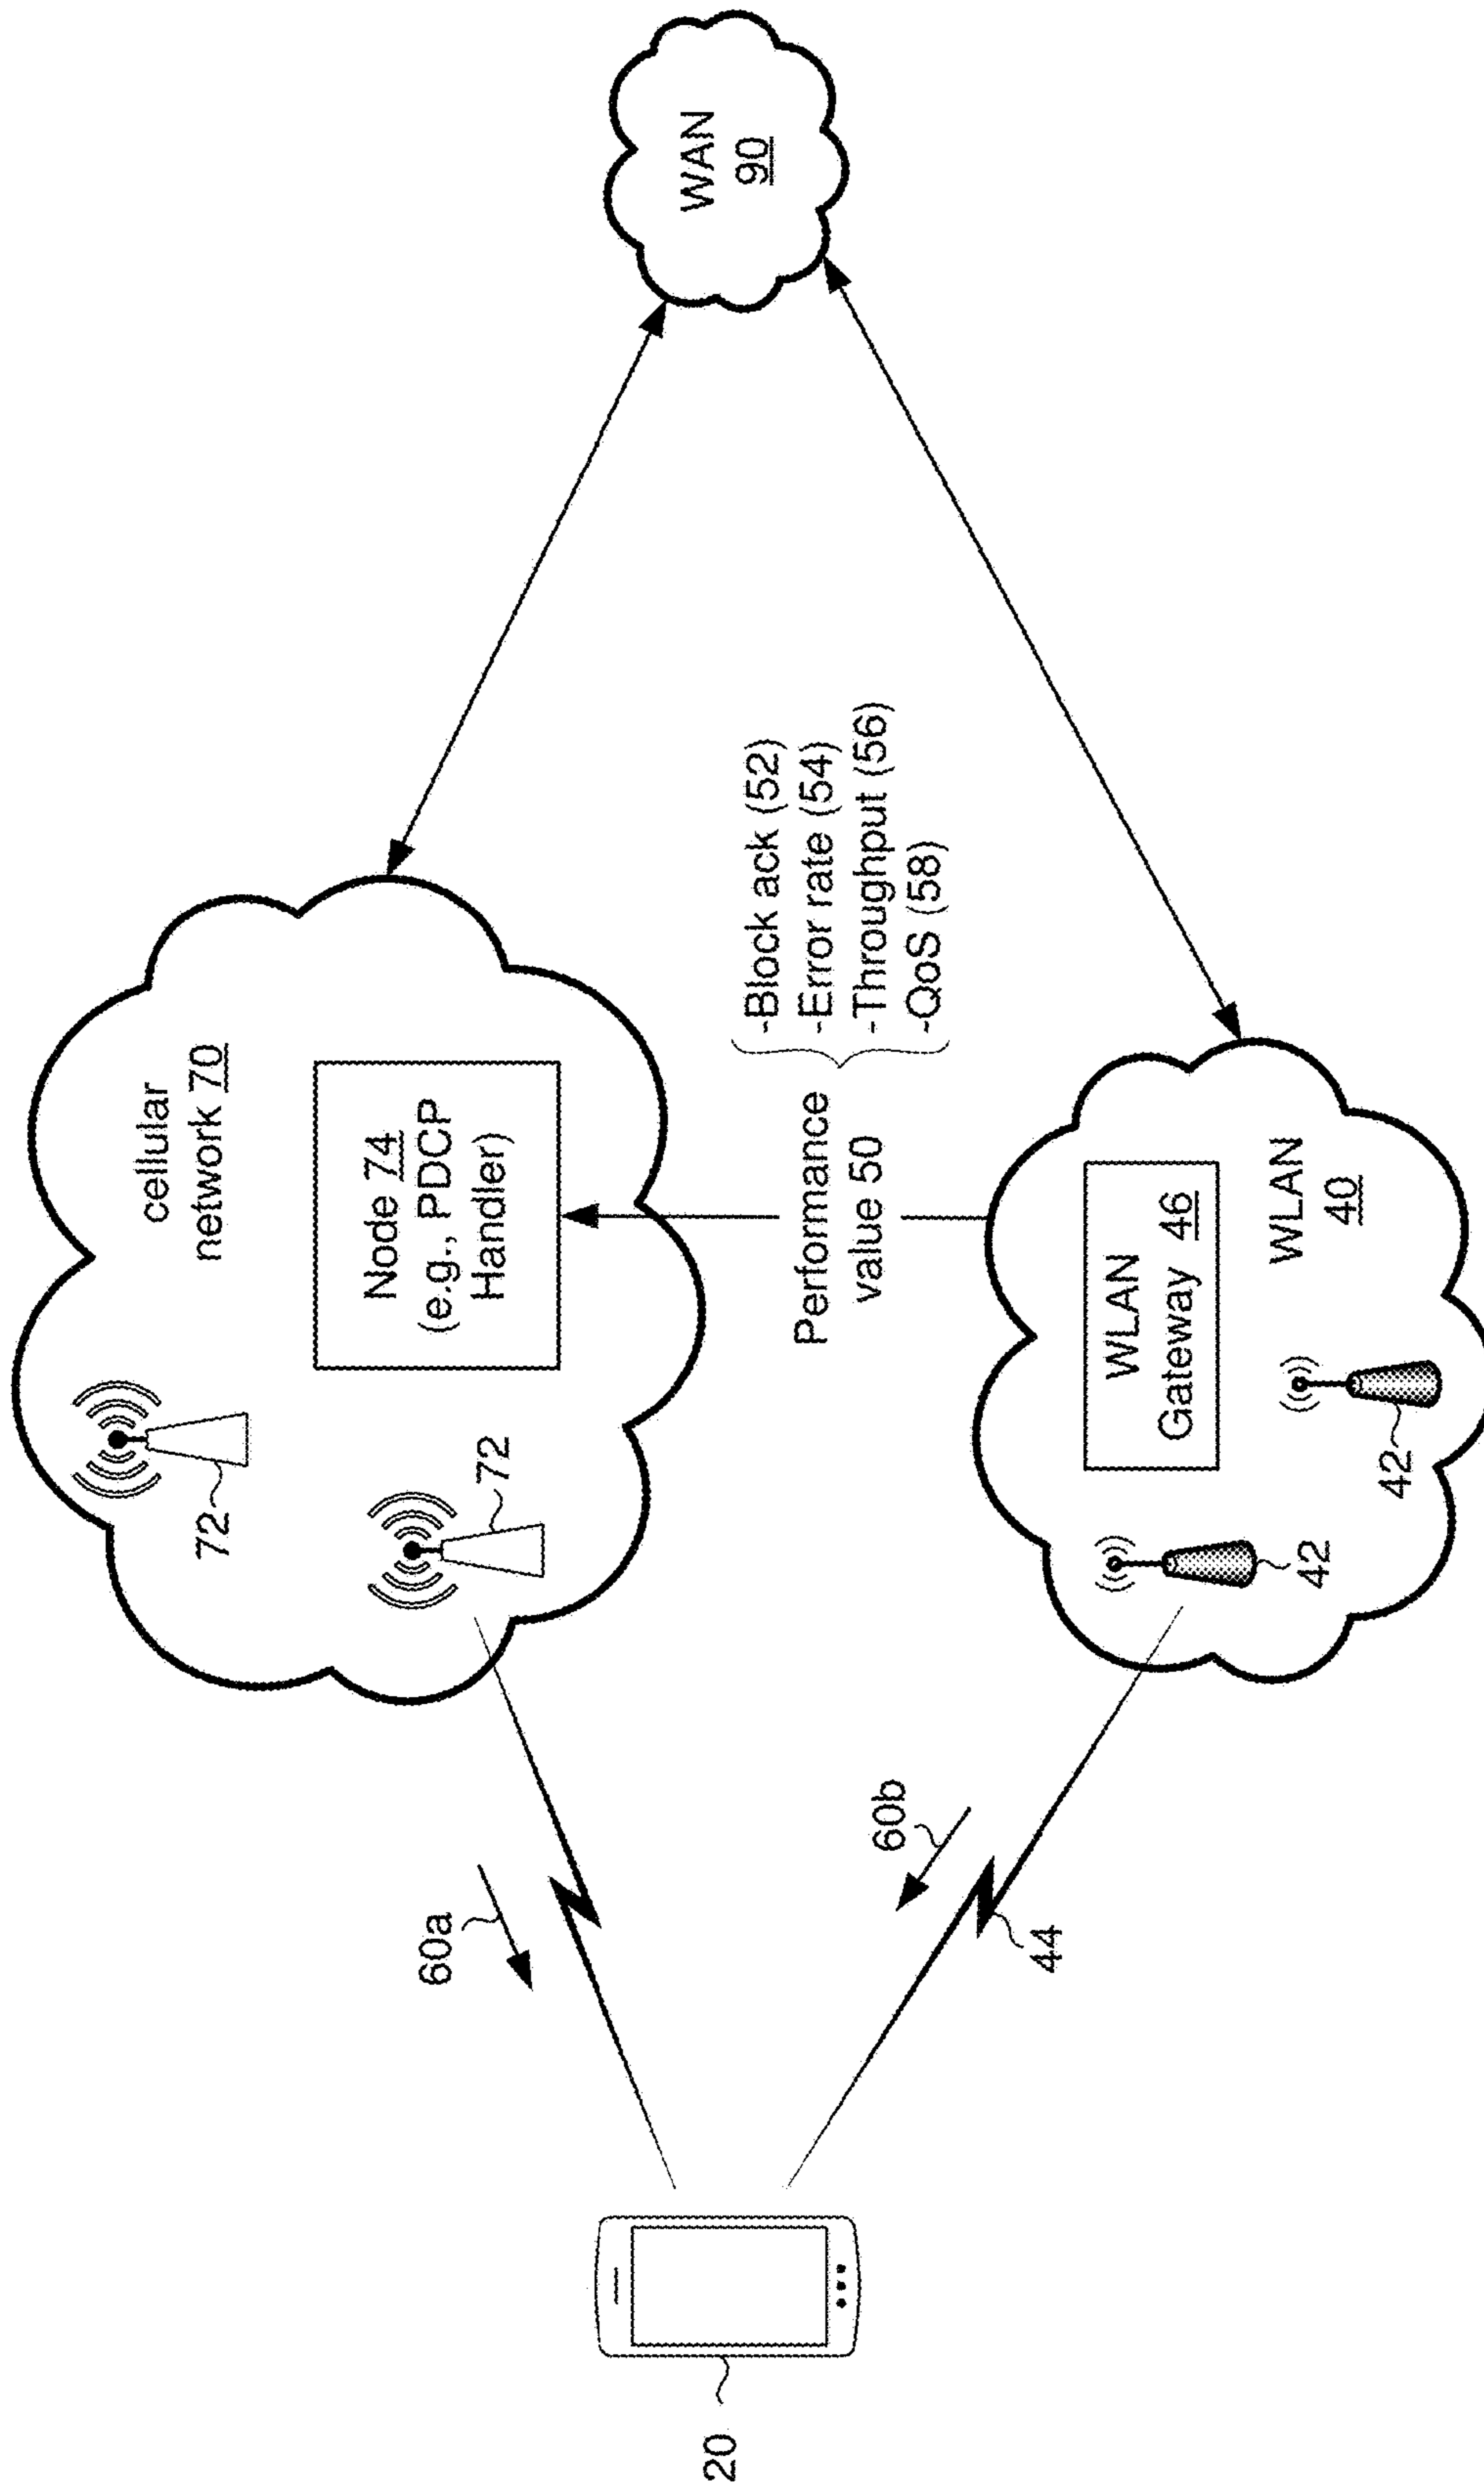 cellular
network 70
72
72
Node 74
(e.g., PDCP
Handler)
60a
20
WAN
90
Performance
value 50
-Block ack (52)
-Error rate (54)
-Throughput (56)
-QoS (58)
60b
44
WLAN
Gateway 46
42
42
WLAN
40